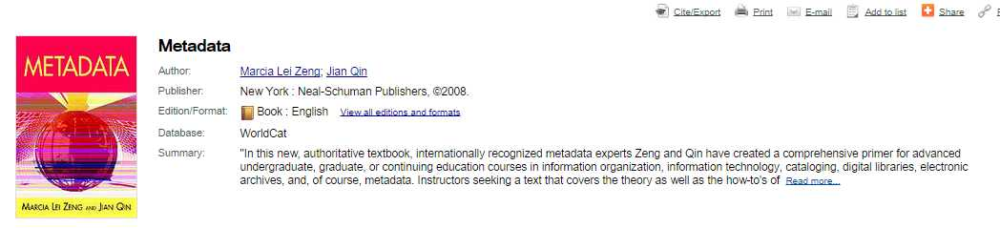 Cite/Export Print E-mail Add to list Share
METADATA
MARCIA LEI ZENG AND JIAN QIN
Metadata
Author: Marcia Lei Zeng; Jian Qin
Publisher: New York : Neal-Schuman Publishers, ©2008.
Edition/Format: Book : English View all editions and formats
Database: WorldCat
Summary: "In this new, authoritative textbook, internationally recognized metadata experts Zeng and Qin have created a comprehensive primer for advanced
undergraduate, graduate, or continuing education courses in information organization, information technology, cataloging, digital libraries, electronic
archives, and, of course, metadata. Instructors seeking a text that covers the theory as well as the how-to's of Read more...